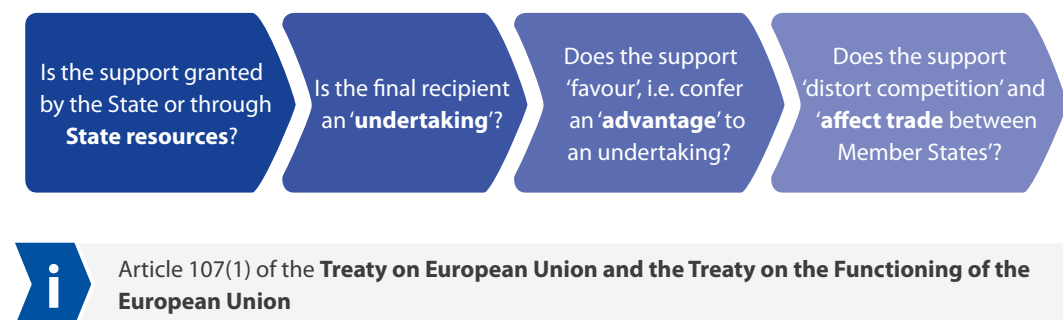 Is the support granted
by the State or through
State resources?
Is the final recipient
an ‘undertaking’?
Does the support
‘favour’, i.e. confer
an ‘advantage’ to
an undertaking?
Does the support
‘distort competition’ and
‘affect trade between
Member States’?
i
Article 107(1) of the Treaty on European Union and the Treaty on the Functioning of the
European Union